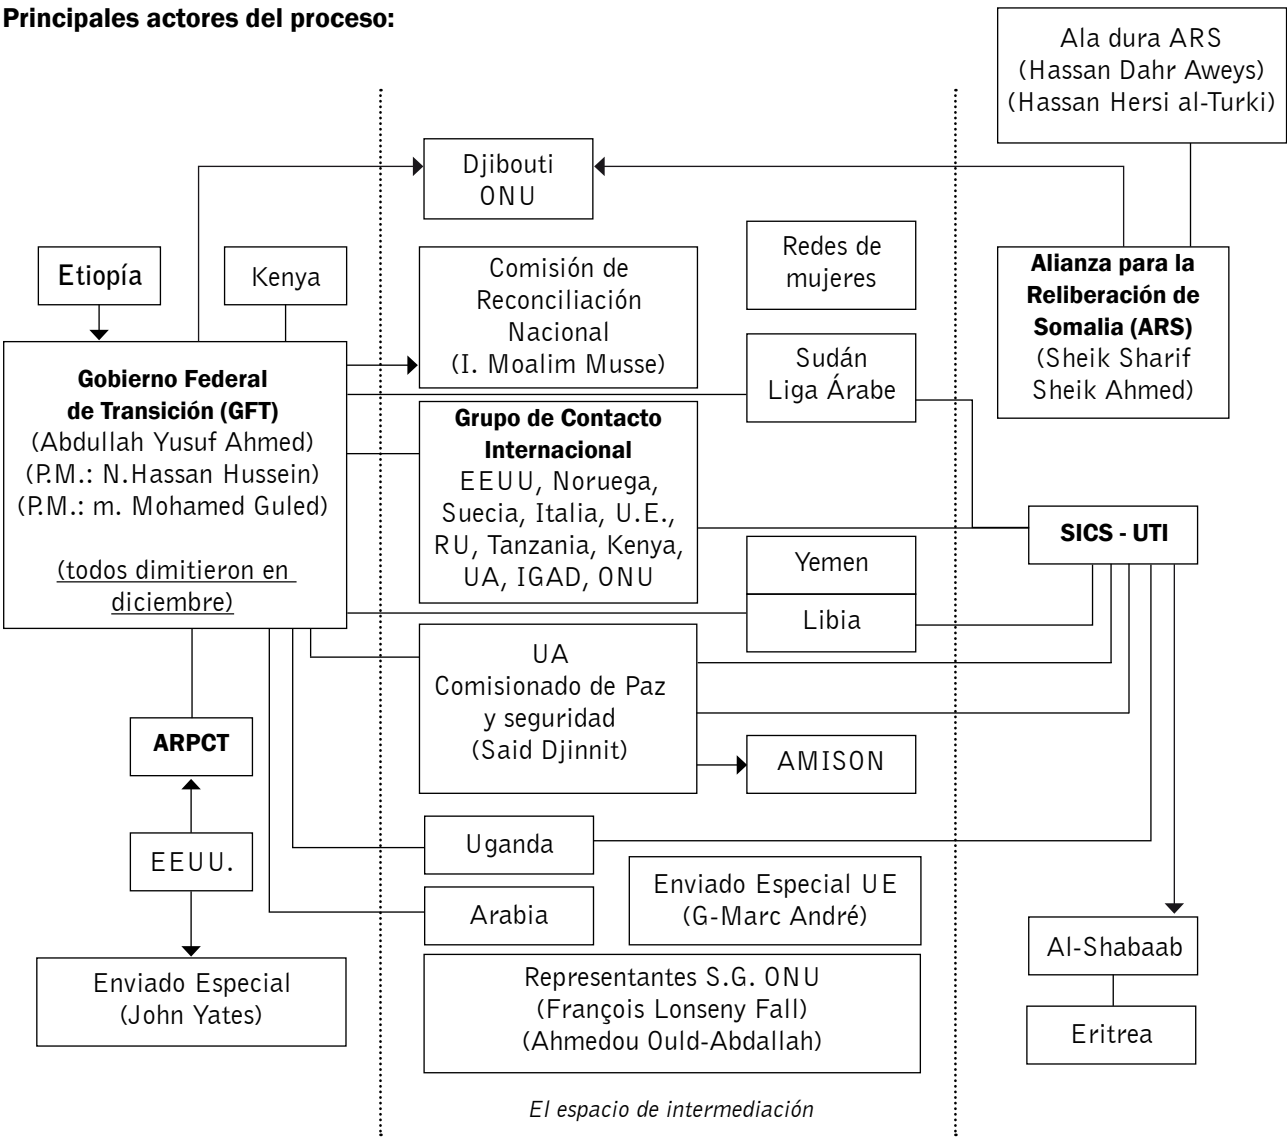 Principales actores del proceso:
Ala dura ARS
(Hassan Dahr Aweys)
(Hassan Hersi al-Turki)
Djibouti
ONU
Etiopía
Kenya
Comisión de
Reconciliación
Nacional
(I. Moalim Musse)
Redes de
mujeres
Alianza para la
Reliberación de
Somalia (ARS)
(Sheik Sharif
Sheik Ahmed)
Gobierno Federal
de Transición (GFT)
(Abdullah Yusuf Ahmed)
(P.M.: N.Hassan Hussein)
(P.M.: m. Mohamed Guled)
(todos dimitieron en
diciembre)
Sudán
Liga Árabe
Grupo de Contacto
Internacional
EEUU, Noruega,
Suecia, Italia, U.E.,
RU, Tanzania, Kenya,
UA, IGAD, ONU
SICS - UTI
Yemen
Libia
UA
Comisionado de Paz
y seguridad
(Said Djinnit)
ARPCT
AMISON
EEUU.
Uganda
Enviado Especial UE
(G-Marc André)
Arabia
Al-Shabaab
Enviado Especial
(John Yates)
Representantes S.G. ONU
(François Lonseny Fall)
(Ahmedou Ould-Abdallah)
Eritrea
El espacio de intermediación